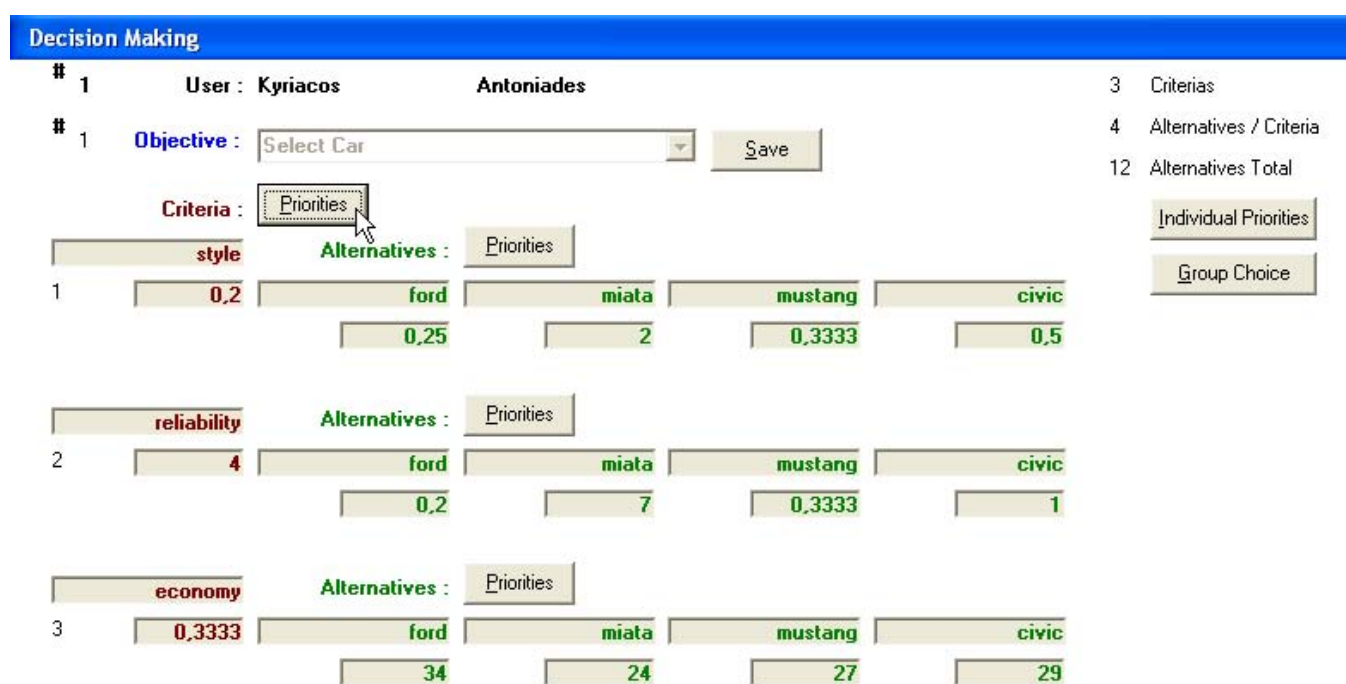 Decision Making
# 1 User : Kyriacos Antoniades 3 Criterias
# 1 Objective : Select Car Save 4 Alternatives / Criteria
12 Alternatives Total
Criteria : Priorities Individual Priorities
style Alternatives : Priorities
Group Choice
1 0,2 ford miata mustang civic
0,25 2 0,3333 0,5
reliability Alternatives : Priorities
2 4 ford miata mustang civic
0,2 7 0,3333 1
economy Alternatives : Priorities
3 0,3333 ford miata mustang civic
34 24 27 29